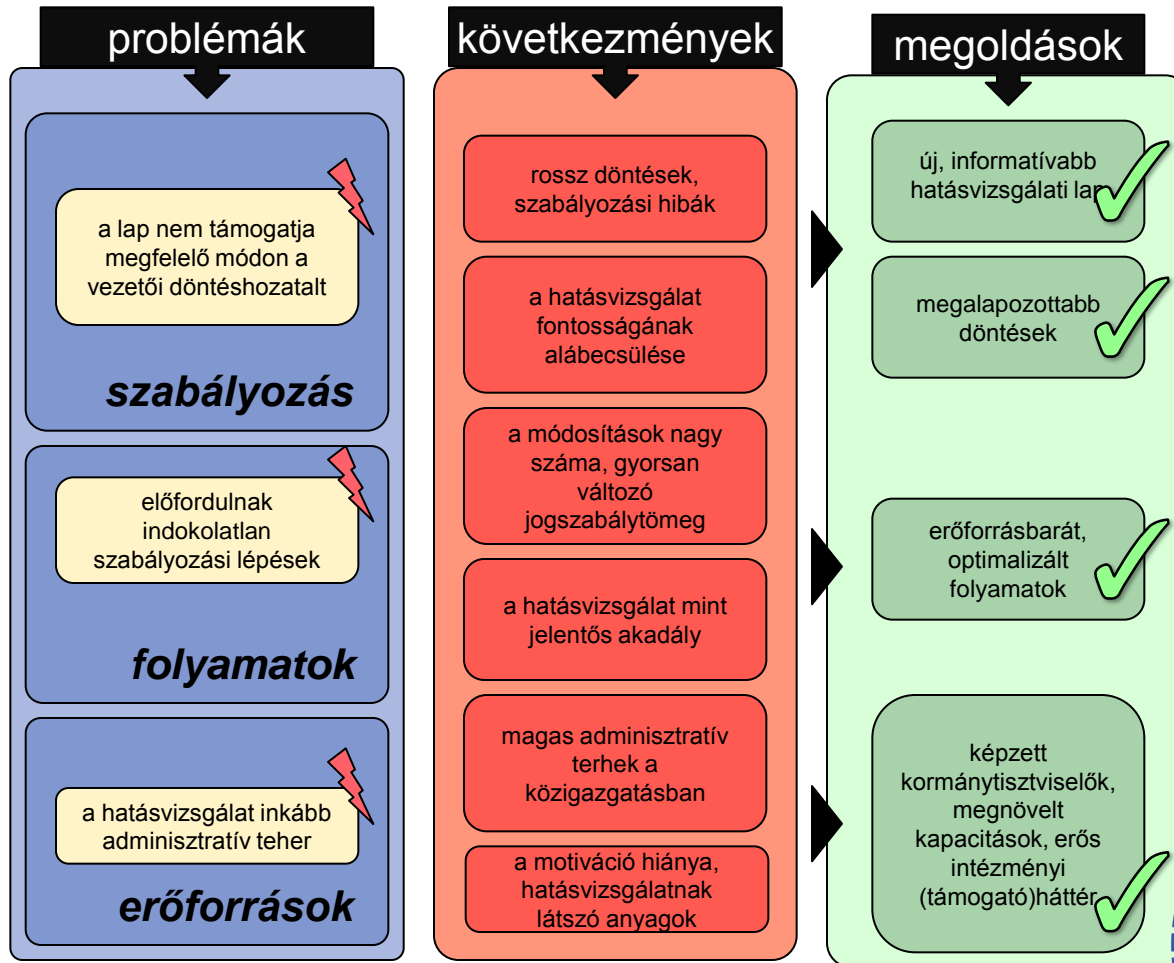 problémák
a lap nem támogatja
megfelelő módon a
vezetői döntéshozatalt
szabályozás
előfordulnak
indokolatlan
szabályozási lépések
folyamatok
a hatásvizsgálat inkább
adminisztratív teher
erőforrások
következmények
rossz döntések,
szabályozási hibák
a hatásvizsgálat
fontosságának
alábecsülése
a módosítások nagy
száma, gyorsan
változó
jogszabálytömeg
a hatásvizsgálat mint
jelentős akadály
magas adminisztratív
terhek a
közigazgatásban
a motiváció hiánya,
hatásvizsgálatnak
látszó anyagok
megoldások
új, informatívabb
hatásvizsgálati lap
megalapozottabb
döntések
erőforrásbarát,
optimalizált
folyamatok
képzett
kormánytisztviselők,
megnövelt
kapacitások, erős
intézményi
(támogató)háttér